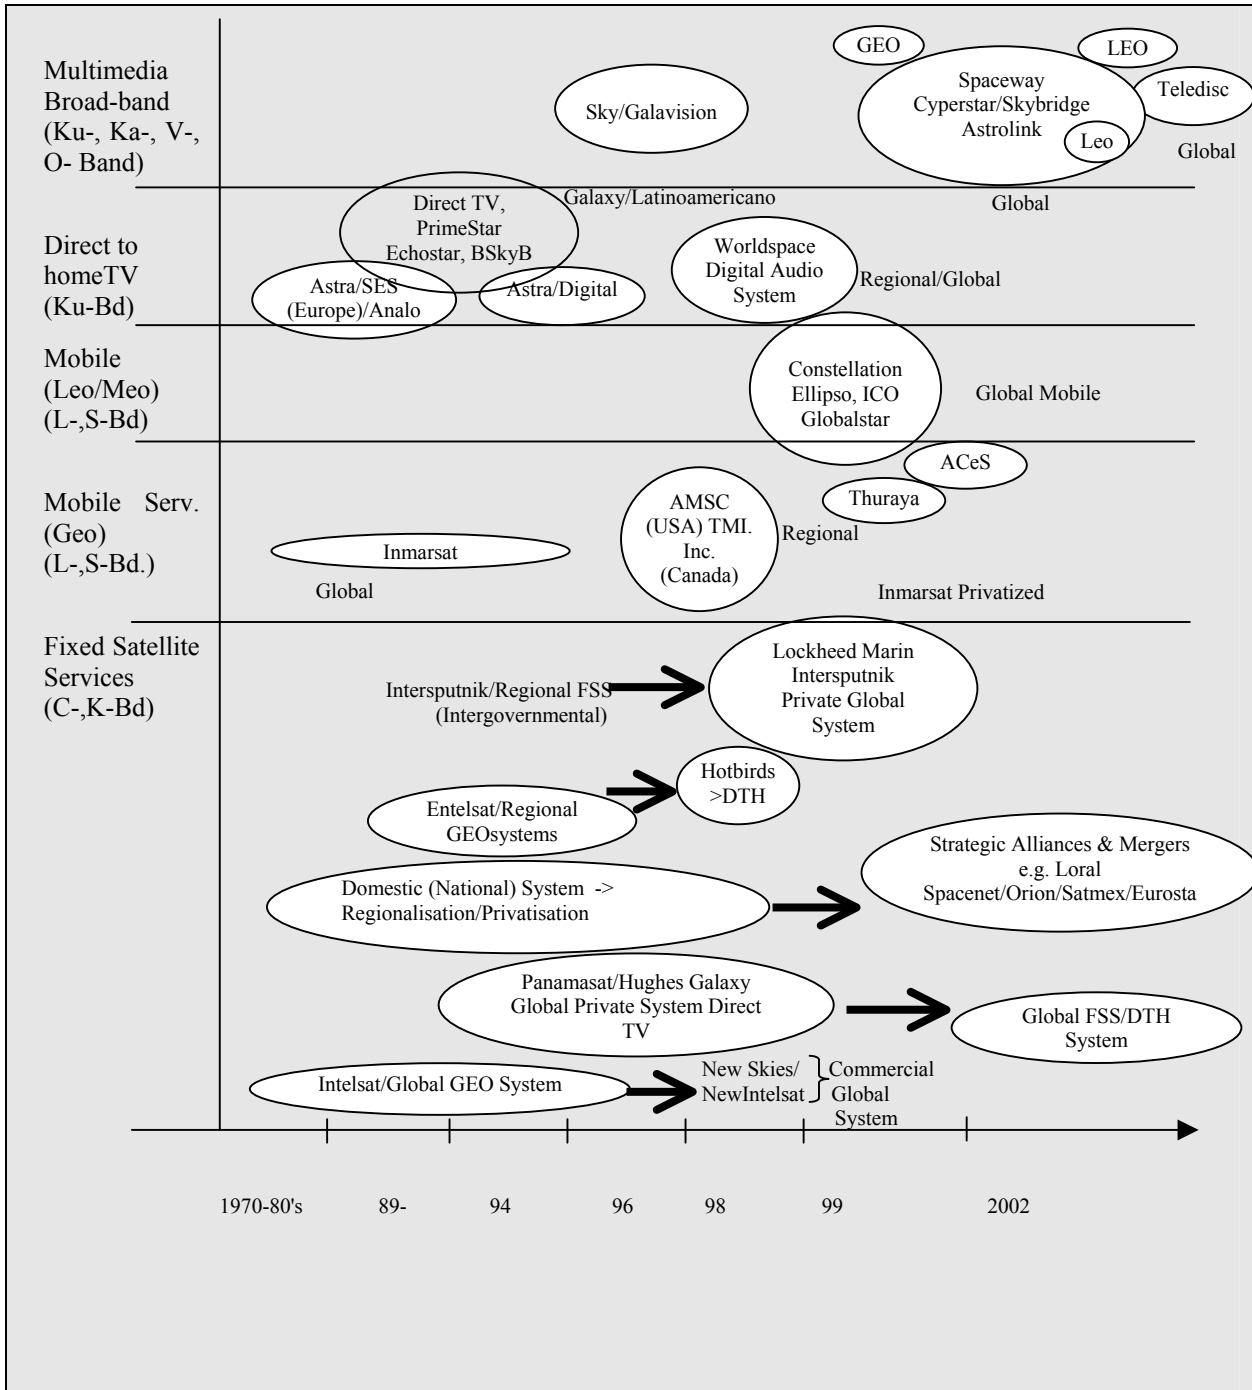 Multimedia
Broad-band
(Ku-, Ka-, V-,
O- Band)
Sky/Galavision
GEO
LEO
Spaceway
Cyperstar/Skybridge
Astrolink
Leo
Teledisc
Global
Global
Galaxy/Latinoamericano
Direct to
homeTV
(Ku-Bd)
Direct TV,
PrimeStar
Echostar, BSkyB
Astra/SES
(Europe)/Analo
Astra/Digital
Worldspace
Digital Audio
System
Regional/Global
Mobile
(Leo/Meo)
(L-,S-Bd)
Constellation
Ellipso, ICO
Globalstar
Global Mobile
Mobile Serv.
(Geo)
(L-,S-Bd.)
Inmarsat
Global
AMSC
(USA) TMI.
Inc.
(Canada)
Regional
Thuraya
ACeS
Inmarsat Privatized
Fixed Satellite
Services
(C-,K-Bd)
Intersputnik/Regional FSS
(Intergovernmental)
Lockheed Marin
Intersputnik
Private Global
System
Hotbirds
>DTH
Entelsat/Regional
GEOsystems
Domestic (National) System ->
Regionalisation/Privatisation
Strategic Alliances & Mergers
e.g. Loral
Spacenet/Orion/Satmex/Eurosta
Panamasat/Hughes Galaxy
Global Private System Direct
TV
Global FSS/DTH
System
Intelsat/Global GEO System
New Skies/
NewIntelsat
Commercial
Global
System
1970-80's 89- 94 96 98 99 2002